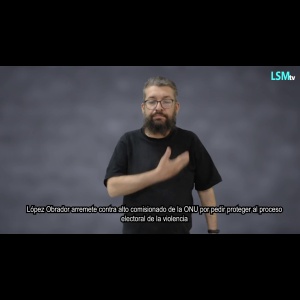 LSMtv
López Obrador arremete contra alto comisionado de la ONU por pedir proteger al proceso
electoral de la violencia